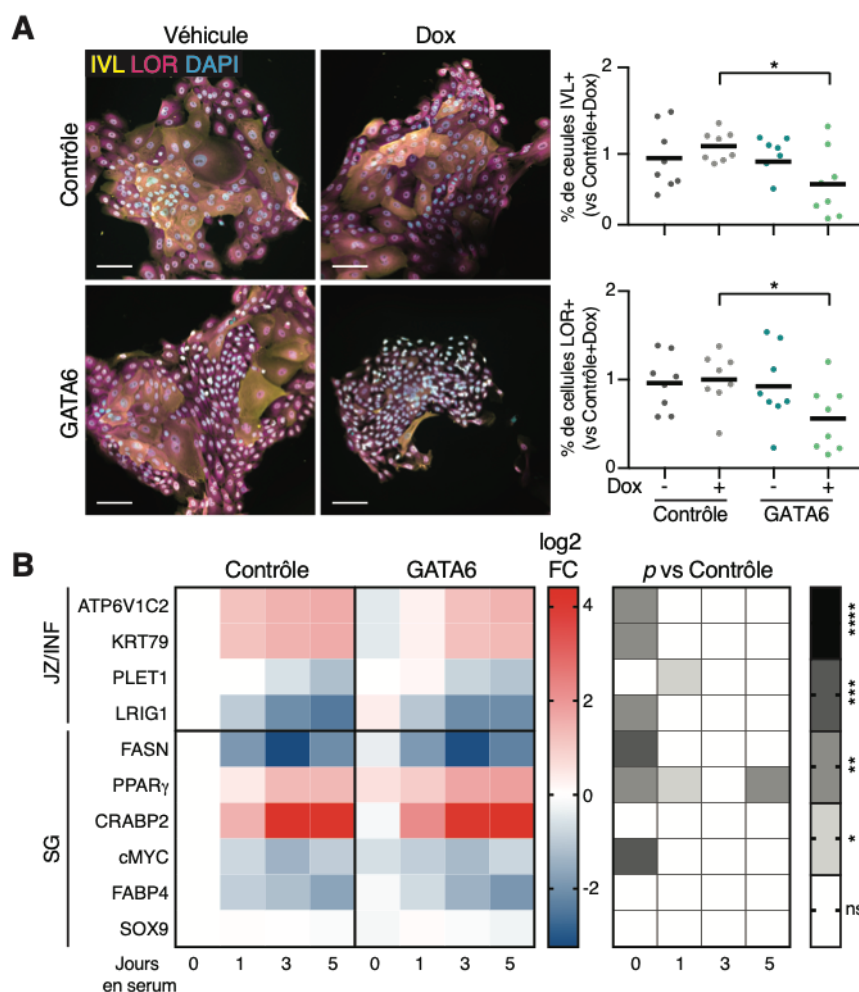 A
Véhicule
Dox
IVL LOR DAPI
Contrôle
GATA6
% de ceuules IVL+
(vs Contrôle+Dox)
2
1
0
*
% de cellules LOR+
(vs Contrôle+Dox)
2
1
0
*
Dox - + - +
Contrôle GATA6
B
Contrôle
GATA6
log2
FC
p vs Contrôle
JZ/INF
ATP6V1C2
KRT79
PLET1
LRIG1
SG
FASN
PPARγ
CRABP2
cMYC
FABP4
SOX9
4
2
0
-2
****
***
**
*
ns
Jours
en serum
0 1 3 5 0 1 3 5 0 1 3 5